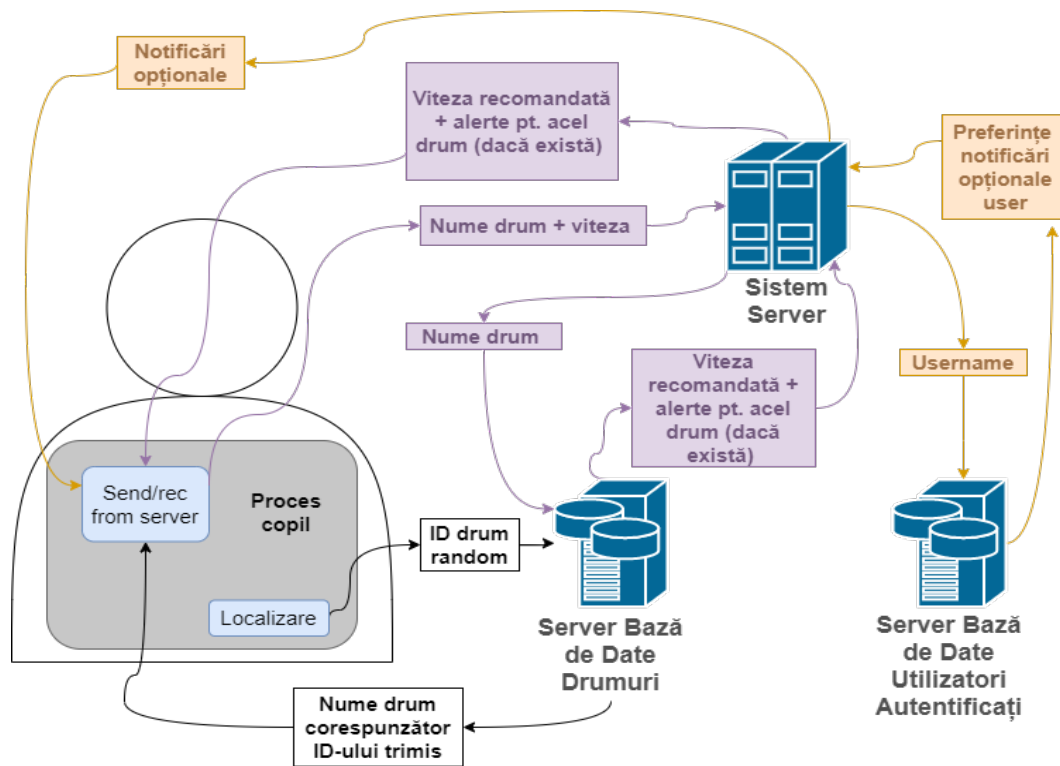 Notificări
opționale
Viteza recomandată
+ alerte pt. acel
drum (dacă există)
Preferințe
notificări
opționale
user
Nume drum + viteza
Sistem
Server
Nume drum
Viteza
recomandată +
alerte pt. acel
drum (dacă
există)
Username
Send/rec
from server
Proces
copil
ID drum
random
Localizare
Server Bază
de Date
Drumuri
Server Bază
de Date
Utilizatori
Autentificați
Nume drum
corespunzător
ID-ului trimis